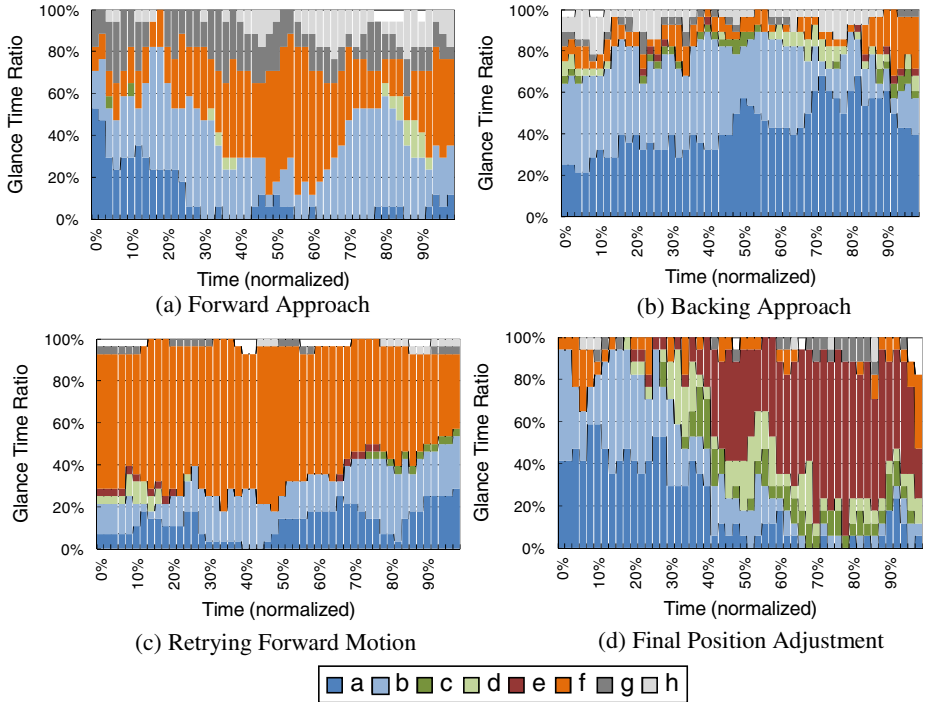 Glance Time Ratio
100%
80%
60%
40%
20%
0%
0% 10% 20% 30% 40% 50% 60% 70% 80% 90%
Time (normalized)
(a) Forward Approach
Glance Time Ratio
100%
80%
60%
40%
20%
0%
0% 10% 20% 30% 40% 50% 60% 70% 80% 90%
Time (normalized)
(b) Backing Approach
Glance Time Ratio
100%
80%
60%
40%
20%
0%
0% 10% 20% 30% 40% 50% 60% 70% 80% 90%
Time (normalized)
(c) Retrying Forward Motion
Glance Time Ratio
100%
80%
60%
40%
20%
0%
0% 10% 20% 30% 40% 50% 60% 70% 80% 90%
Time (normalized)
(d) Final Position Adjustment
a b c d e f g h